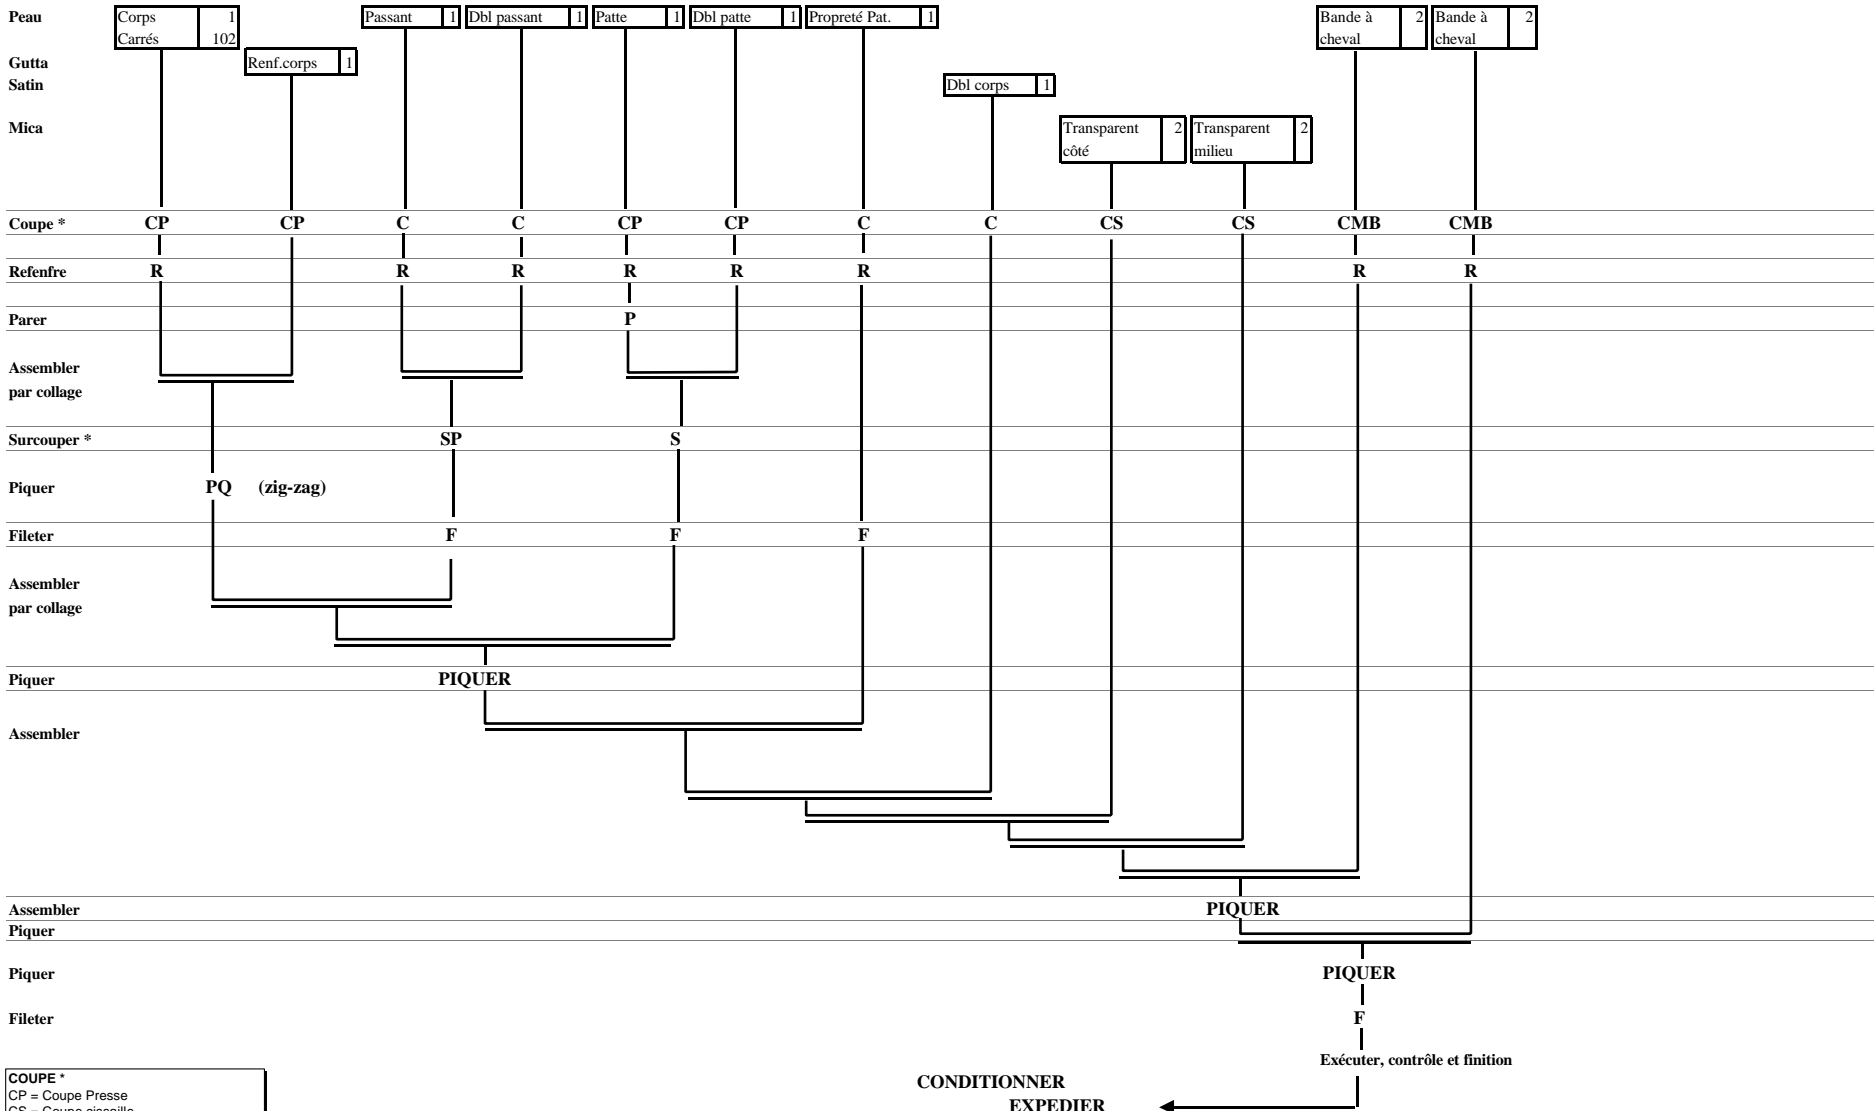 Peau
Corps 1
Carrés 102
Passant 1
Dbl passant 1
Patte 1
Dbl patte 1
Propreté Pat. 1
Bande à 2
cheval
Bande à 2
cheval
Gutta
Renf.corps 1
Satin
Dbl corps 1
Mica
Transparent 2
côté
Transparent 2
milieu
Coupe * CP CP C C CP CP C C CS CS CMB CMB
Refenfre R R R R R R R R
Parer P
Assembler
par collage
Surcouper * SP S
Piquer PQ (zig-zag)
Fileter F F F
Assembler
par collage
Piquer PIQUER
Assembler
Assembler PIQUER
Piquer
Piquer PIQUER
Fileter F
Exécuter, contrôle et finition
COUPE *
CP = Coupe Presse
CS = Coupe cisaille
CONDITIONNER
EXPEDIER